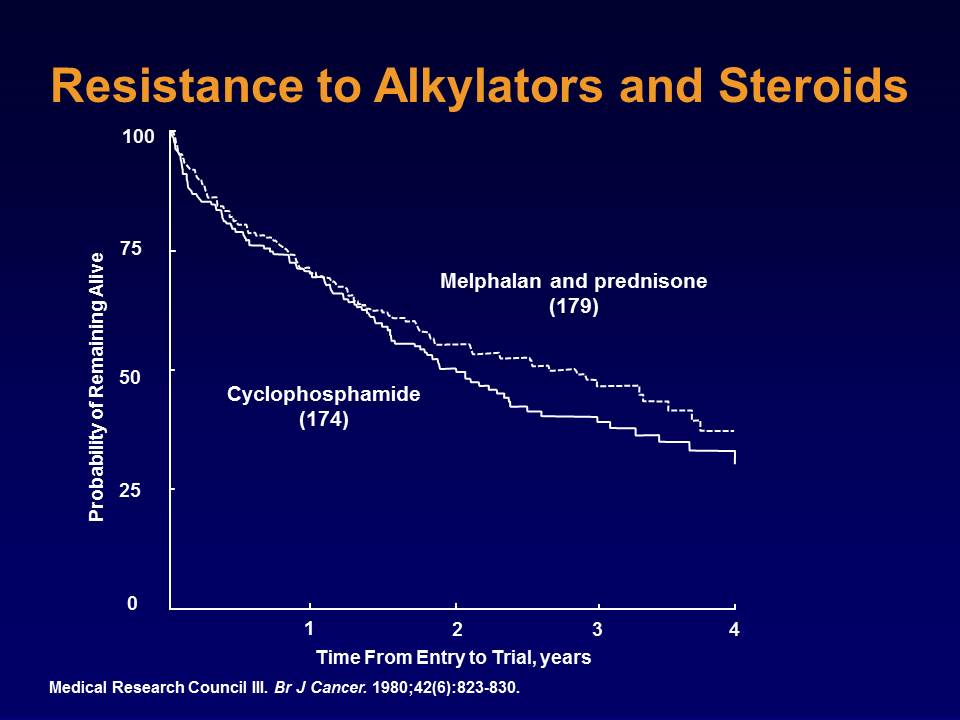 Resistance to Alkylators and Steroids
100
75
50
25
0
Probability of Remaining Alive
Melphalan and prednisone
(179)
Cyclophosphamide
(174)
1
2
3
4
Time From Entry to Trial, years
Medical Research Council III. Br J Cancer. 1980;42(6):823-830.